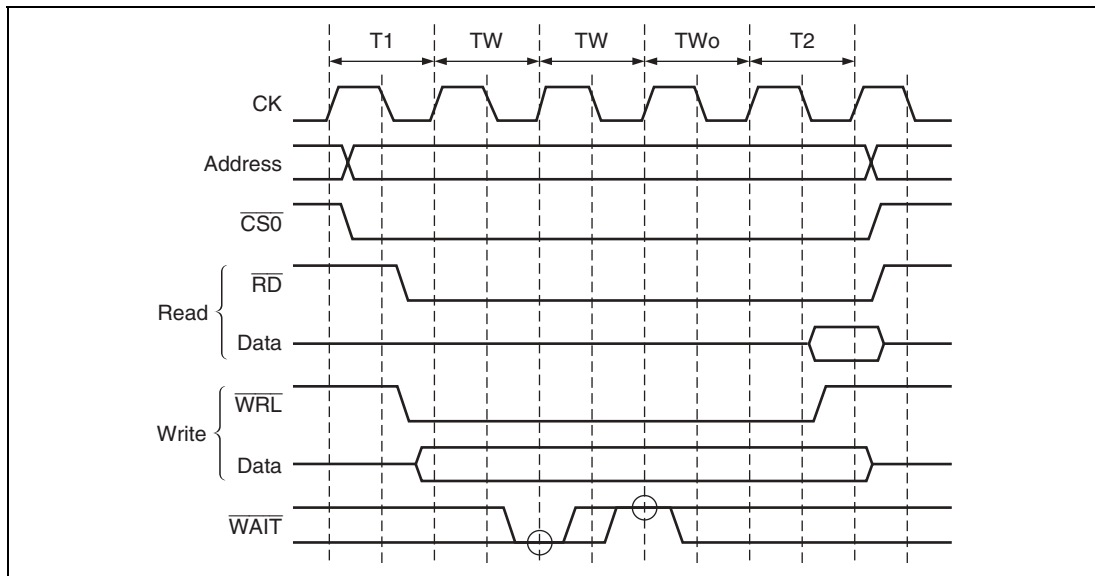 T1 TW TW TWo T2
CK
Address
CS0
RD
Read
Data
WRL
Write
Data
WAIT